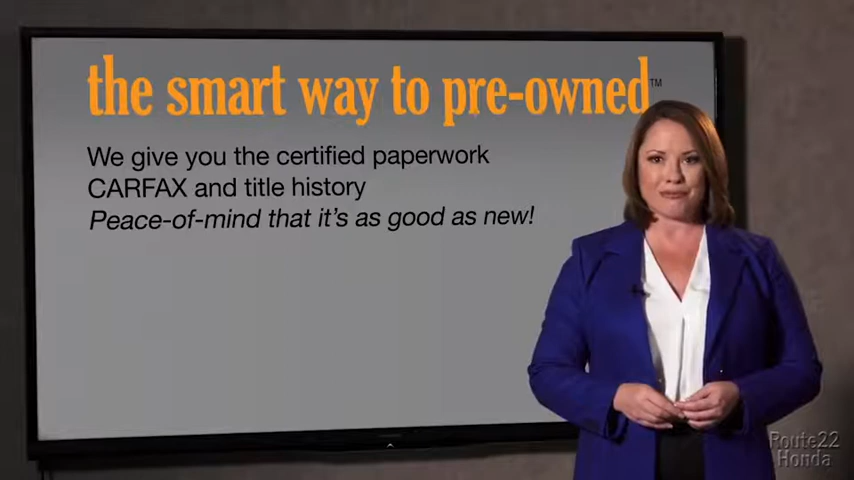 the smart way to pre-owned™
We give you the certified paperwork
CARFAX and title history
Peace-of-mind that it's as good as new!
Route22
Honda